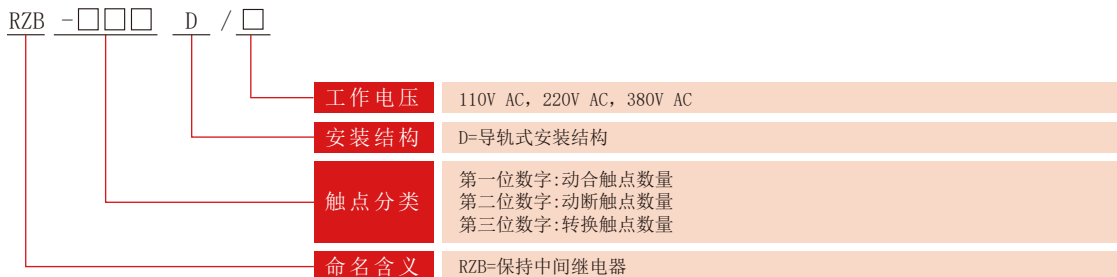 RZB -□□□ D /□
工作电压 110V AC, 220V AC, 380V AC
安装结构 D=导轨式安装结构
触点分类
第一位数字:动合触点数量
第二位数字:动断触点数量
第三位数字:转换触点数量
命名含义 RZB=保持中间继电器